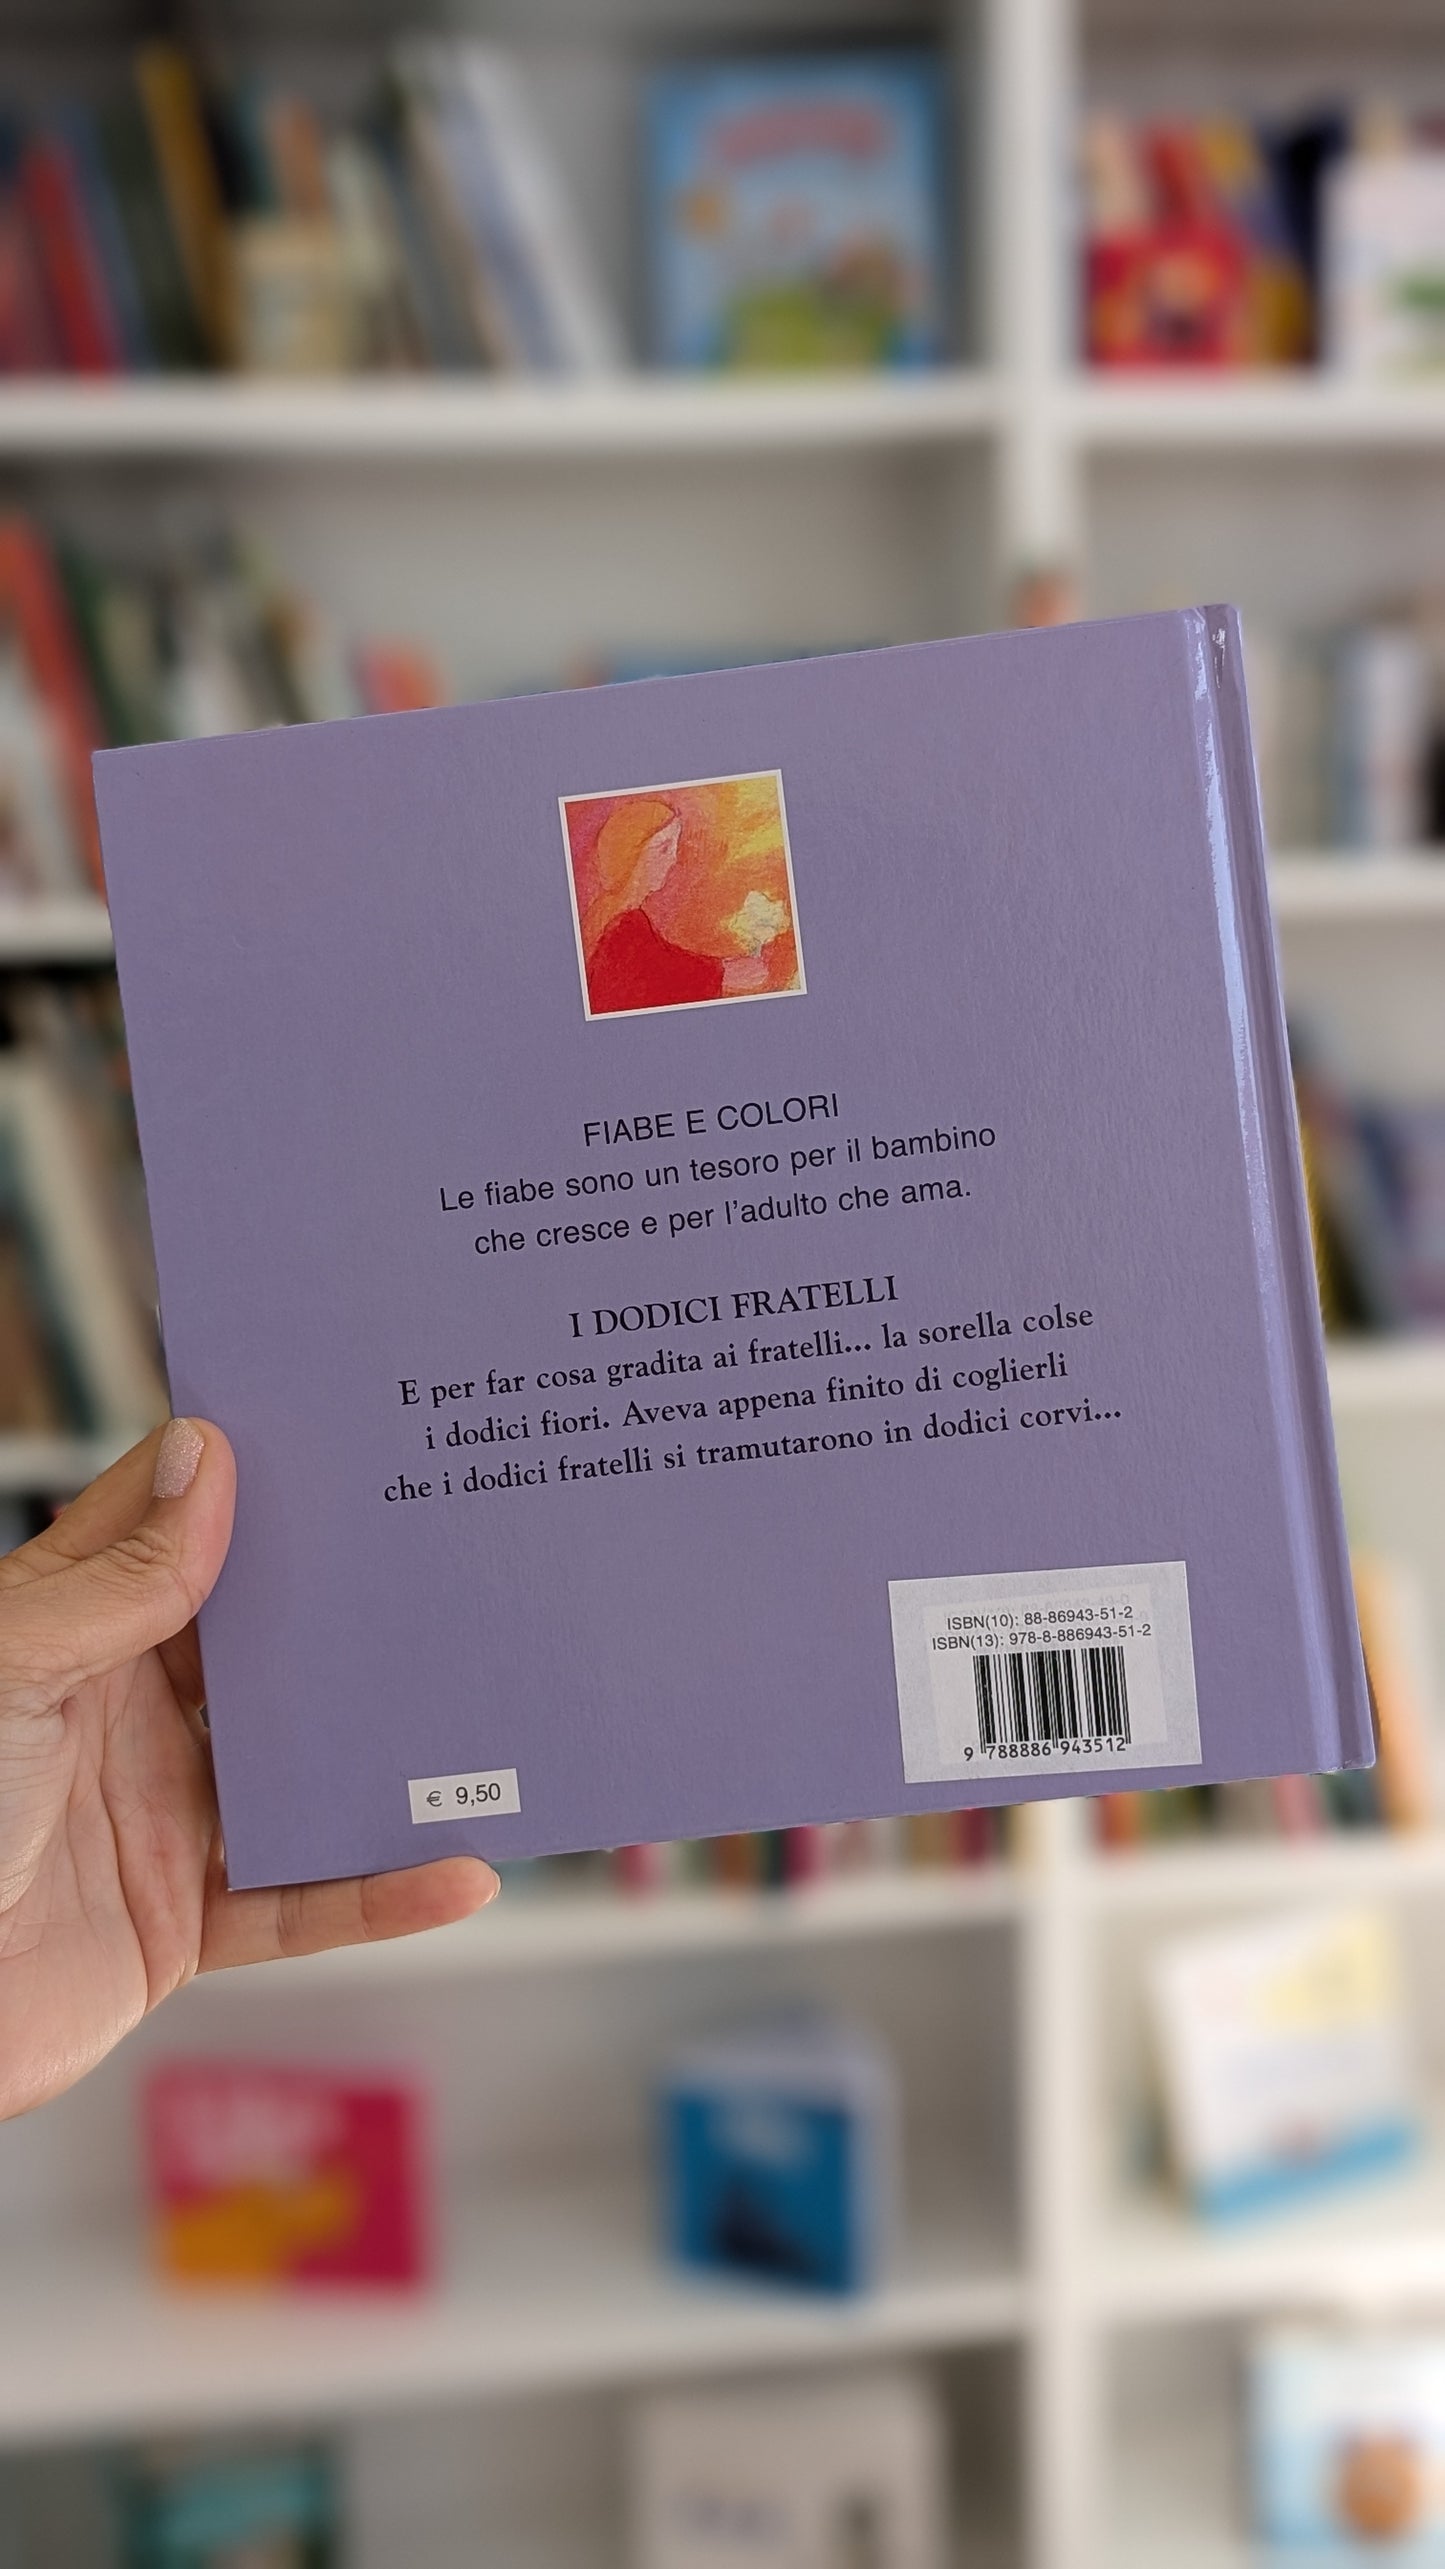 FIABE E COLORI
Le fiabe sono un tesoro per il bambino
che cresce e per l'adulto che ama.
I DODICI FRATELLI
E per far cosa gradita ai fratelli... la sorella colse
i dodici fiori. Aveva appena finito di coglierli
che i dodici fratelli si tramutarono in dodici corvi...
ISBN(10): 88-86943-51-2
ISBN(13): 978-8-886943-51-2
9 788886 943512
€ 9,50